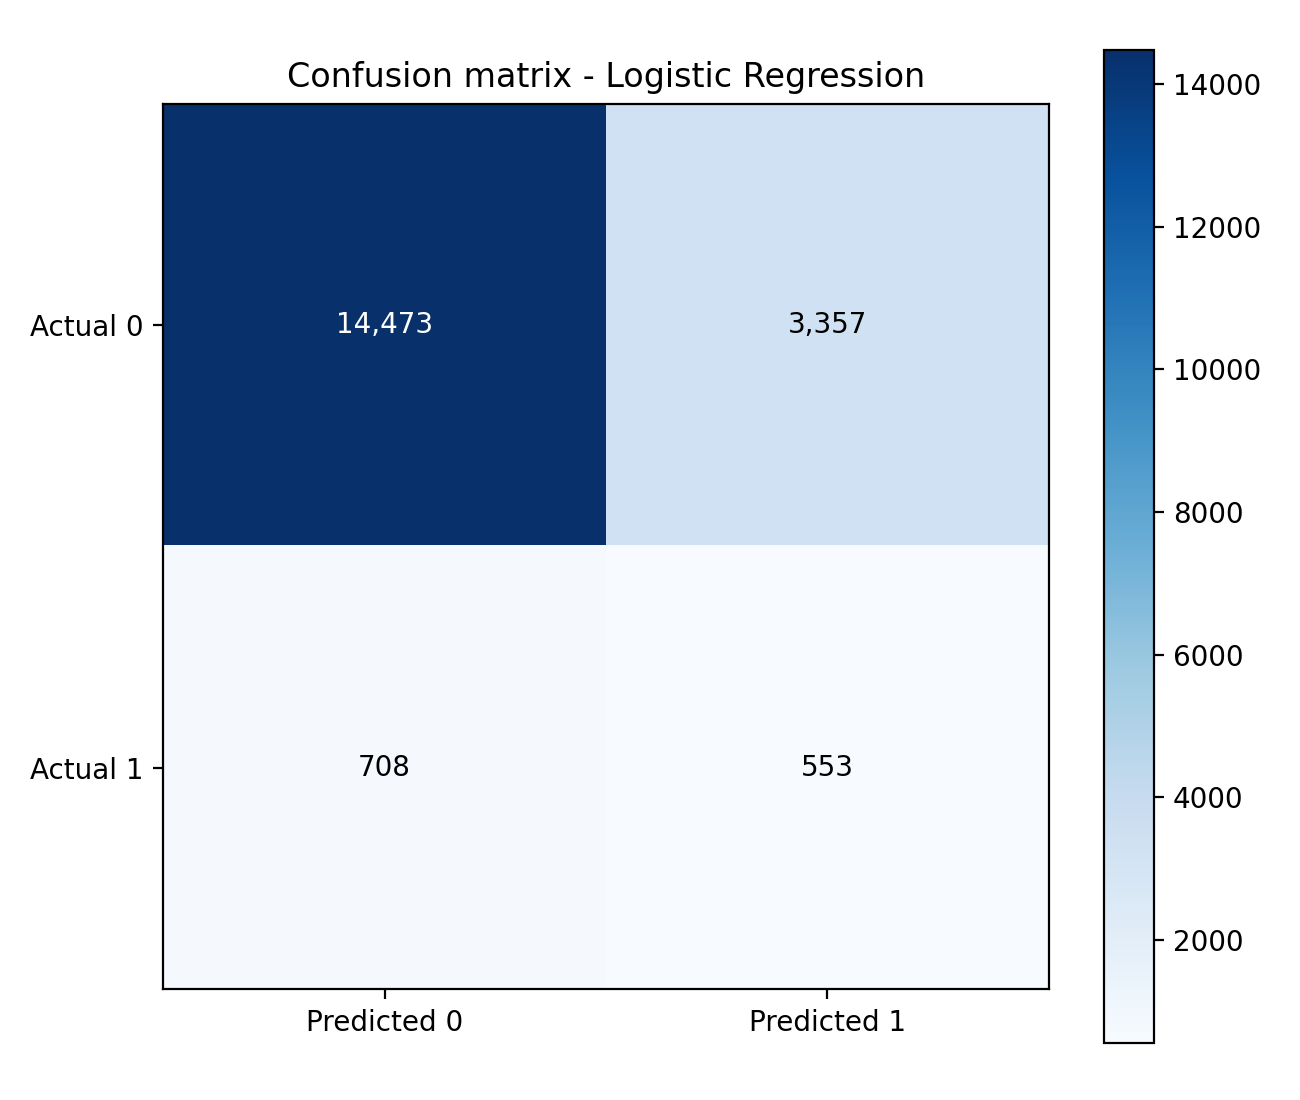 Confusion matrix - Logistic Regression
Actual 0
14,473
3,357
Actual 1
708
553
Predicted 0
Predicted 1
14000
12000
10000
8000
6000
4000
2000